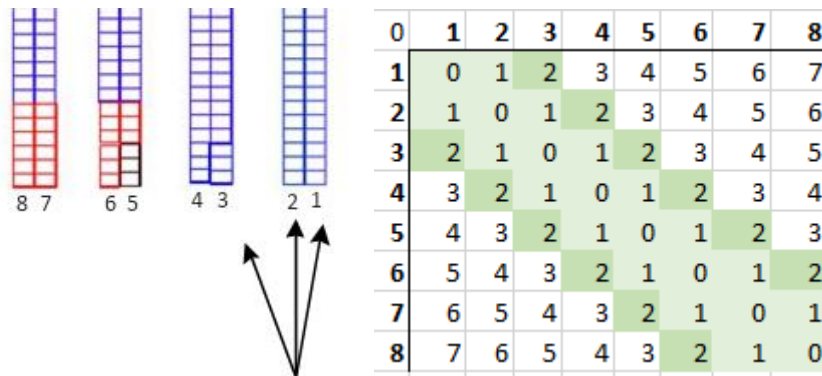 8 7 6 5 4 3 2 1
0 1 2 3 4 5 6 7 8
1 0 1 2 3 4 5 6 7
2 1 0 1 2 3 4 5 6
3 2 1 0 1 2 3 4 5
4 3 2 1 0 1 2 3 4
5 4 3 2 1 0 1 2 3
6 5 4 3 2 1 0 1 2
7 6 5 4 3 2 1 0 1
8 7 6 5 4 3 2 1 0